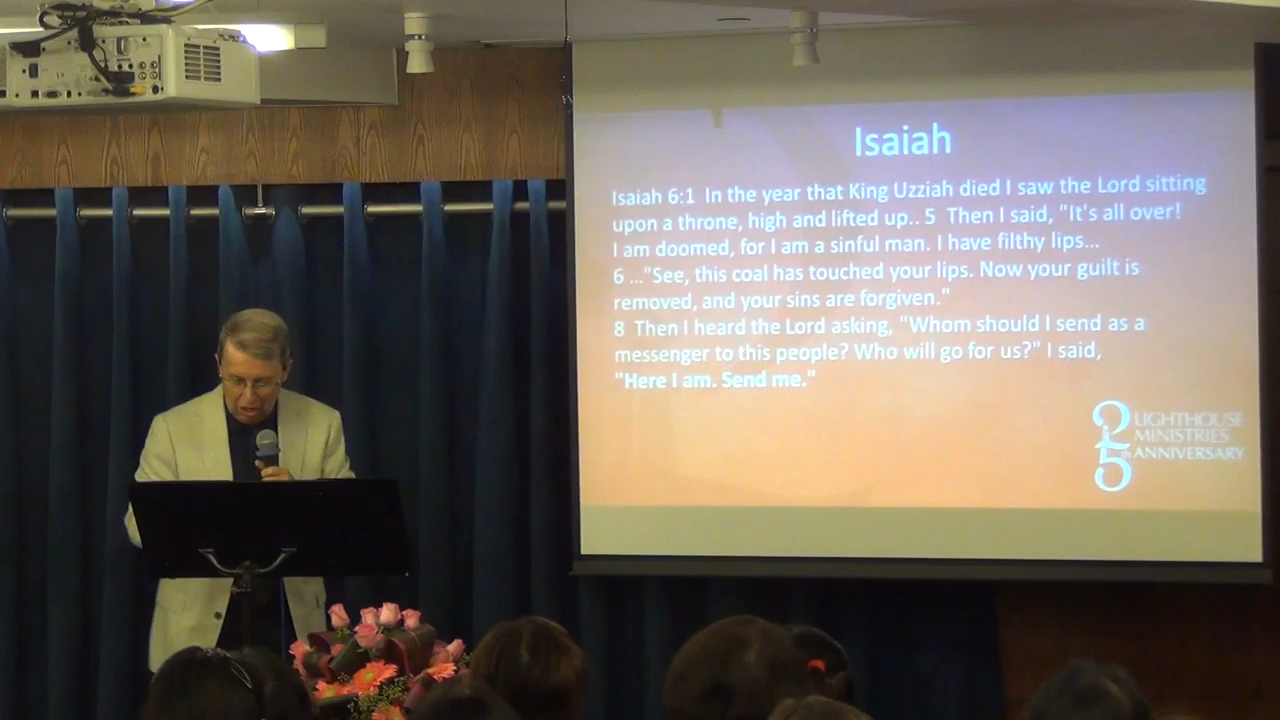 Isaiah
Isaiah 6:1 In the year that King Uzziah died I saw the Lord sitting
upon a throne, high and lifted up.. 5 Then I said, "It's all over!
I am doomed, for I am a sinful man. I have filthy lips...
6 ..."See, this coal has touched your lips. Now your guilt is
removed, and your sins are forgiven."
8 Then I heard the Lord asking, "Whom should I send as a
messenger to this people? Who will go for us?" I said,
"Here I am. Send me."
25th
LIGHTHOUSE
MINISTRIES
ANNIVERSARY